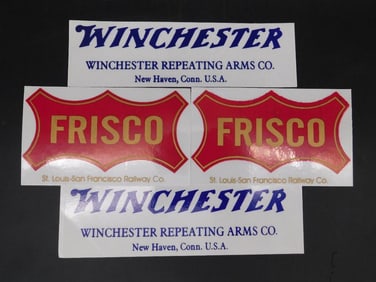 WINCHESTER
WINCHESTER REPEATING ARMS CO.
New Haven, Conn. U.S.A.
FRISCO
St. Louis-San Francisco Railway Co.
FRISCO
St. Louis-San Francisco Railway Co.
WINCHESTER
WINCHESTER REPEATING ARMS CO.
New Haven, Conn. U.S.A.